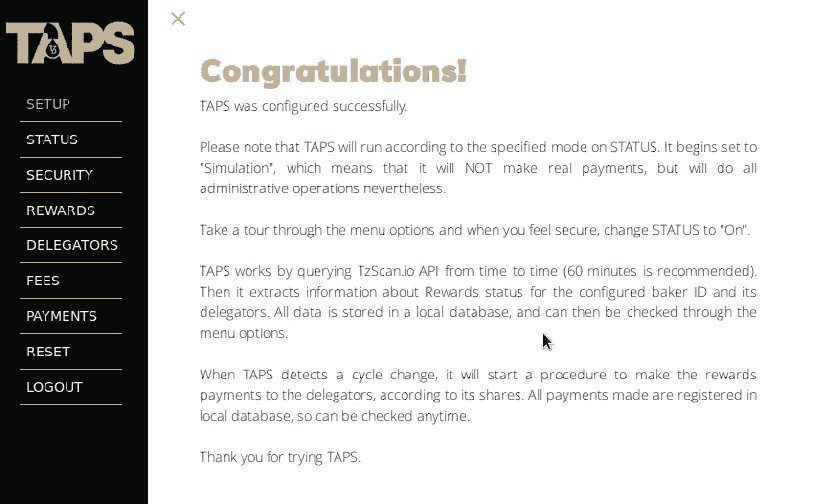 TAPS
SETUP
STATUS
SECURITY
REWARDS
DELEGATORS
FEES
PAYMENTS
RESET
LOGOUT
Congratulations!
TAPS was configured successfully.
Please note that TAPS will run according to the specified mode on STATUS. It begins set to
"Simulation", which means that it will NOT make real payments, but will do all
administrative operations nevertheless.
Take a tour through the menu options and when you feel secure, change STATUS to "On".
TAPS works by querying TzScan.io API from time to time (60 minutes is recommended).
Then it extracts information about Rewards status for the configured baker ID and its
delegators. All data is stored in a local database, and can then be checked through the
menu options.
When TAPS detects a cycle change, it will start a procedure to make the rewards
payments to the delegators, according to its shares. All payments made are registered in
local database, so can be checked anytime.
Thank you for trying TAPS.